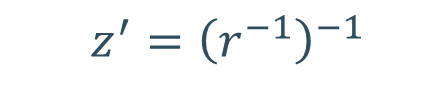 z′ = (r⁻¹)⁻¹